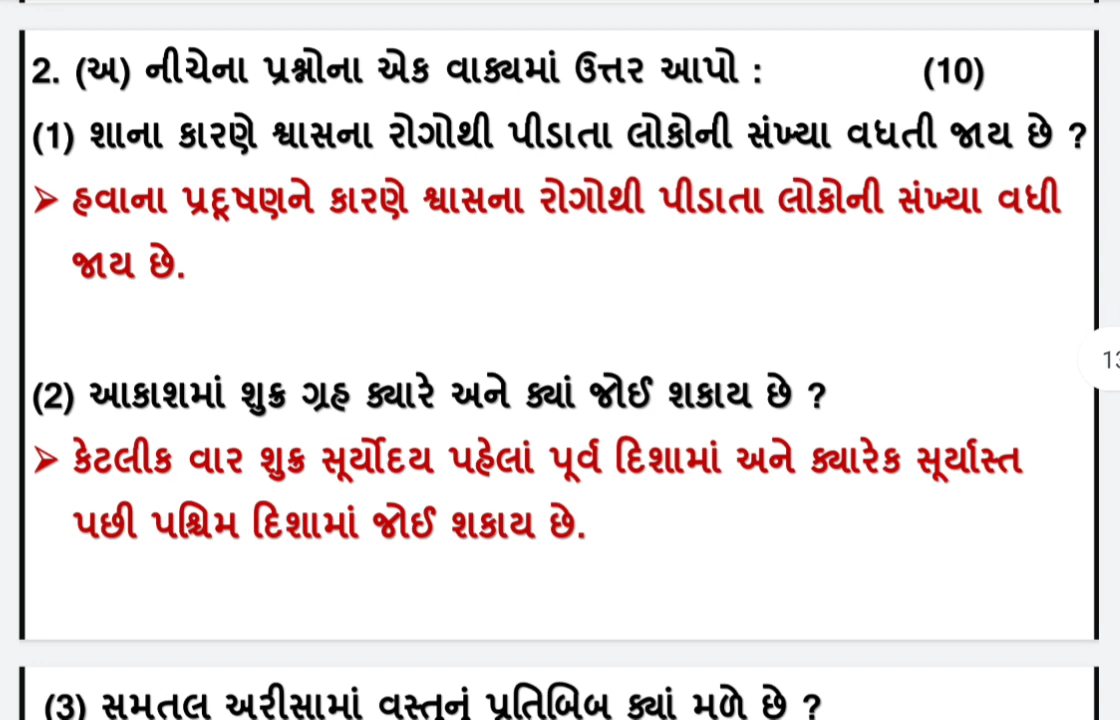 2. (અ) નીચેના પ્રશ્નોના એક વાક્યમાં ઉત્તર આપો : (10)
(1) શાના કારણે શ્વાસના રોગોથી પીડાતા લોકોની સંખ્યા વધતી જાય છે ?
➢ હવાના પ્રદૂષણને કારણે શ્વાસના રોગોથી પીડાતા લોકોની સંખ્યા વધી
જાય છે.
13
(2) આકાશમાં શુક્ર ગ્રહ ક્યારે અને ક્યાં જોઈ શકાય છે ?
➢ કેટલીક વાર શુક્ર સૂર્યોદય પહેલાં પૂર્વ દિશામાં અને ક્યારેક સૂર્યાસ્ત
પછી પશ્ચિમ દિશામાં જોઈ શકાય છે.
(3) સમતલ અરીસામાં વસ્તુનું પ્રતિબિંબ ક્યાં મળે છે ?